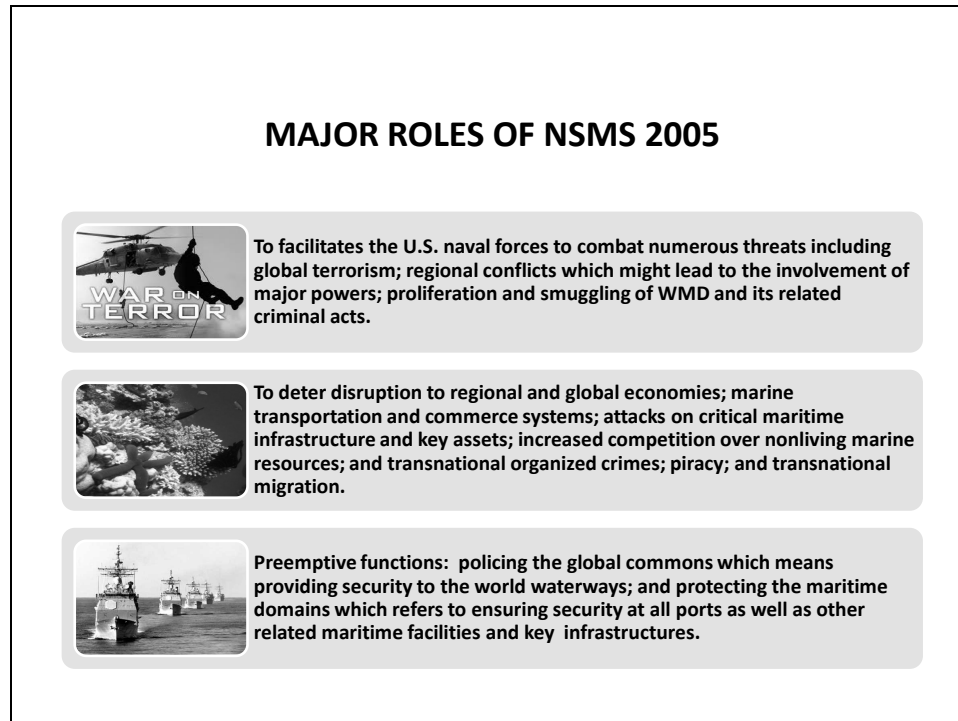 MAJOR ROLES OF NSMS 2005
WAR ON
TERROR
To facilitates the U.S. naval forces to combat numerous threats including
global terrorism; regional conflicts which might lead to the involvement of
major powers; proliferation and smuggling of WMD and its related
criminal acts.
To deter disruption to regional and global economies; marine
transportation and commerce systems; attacks on critical maritime
infrastructure and key assets; increased competition over nonliving marine
resources; and transnational organized crimes; piracy; and transnational
migration.
Preemptive functions: policing the global commons which means
providing security to the world waterways; and protecting the maritime
domains which refers to ensuring security at all ports as well as other
related maritime facilities and key infrastructures.